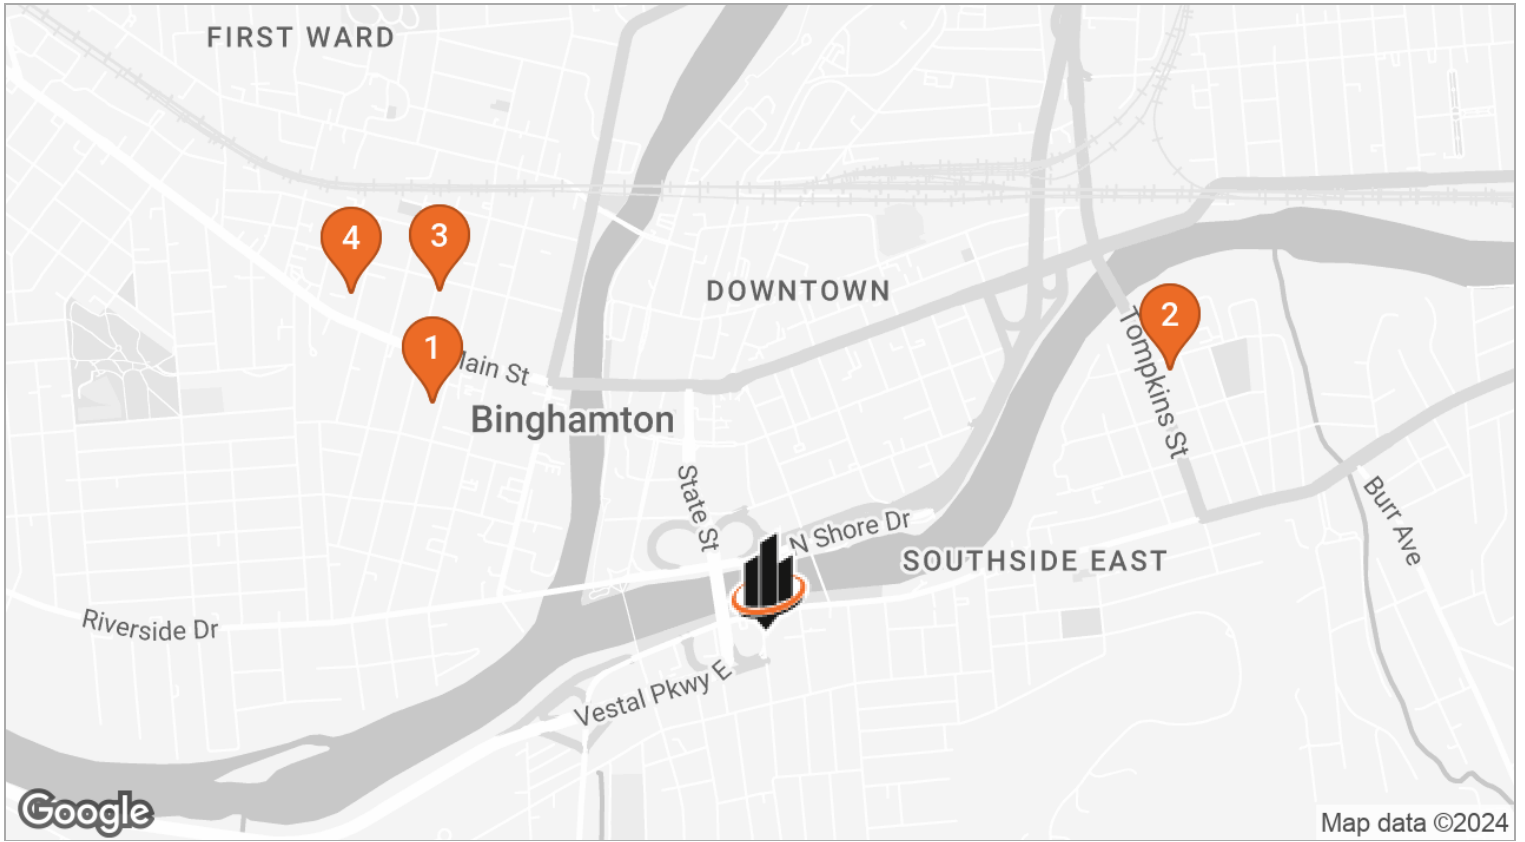 FIRST WARD
4
3
DOWNTOWN
2
1
Main St
Tompkins St
Binghamton
State St
Burr Ave
N Shore Dr
SOUTHSIDE EAST
Riverside Dr
Vestal Pkwy E
Google
Map data ©2024